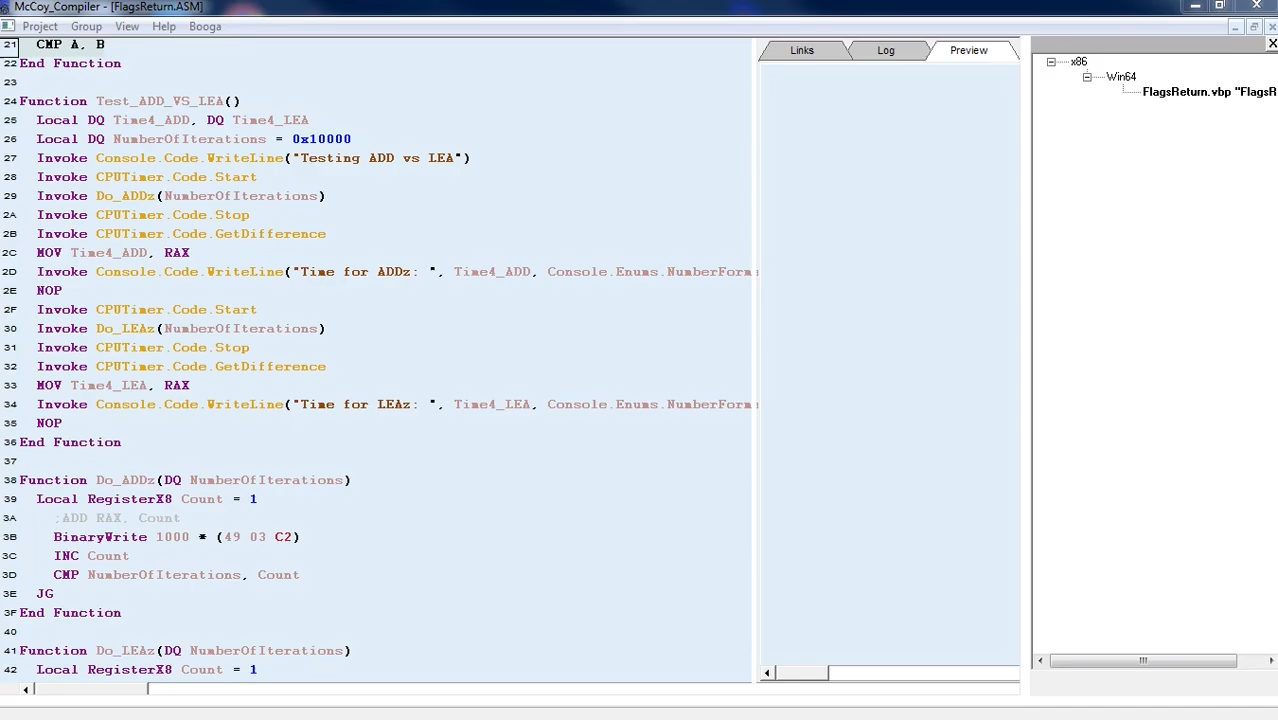 McCoy_Compiler - [FlagsReturn.ASM]
Project Group View Help Booga
21 CMP A, B
22 End Function
23
24 Function Test_ADD_VS_LEA()
25 Local DQ Time4_ADD, DQ Time4_LEA
26 Local DQ NumberOfIterations = 0x10000
27 Invoke Console.Code.WriteLine("Testing ADD vs LEA")
28 Invoke CPUTimer.Code.Start
29 Invoke Do_ADDz(NumberOfIterations)
2A Invoke CPUTimer.Code.Stop
2B Invoke CPUTimer.Code.GetDifference
2C MOV Time4_ADD, RAX
2D Invoke Console.Code.WriteLine("Time for ADDz: ", Time4_ADD, Console.Enums.NumberForm
2E NOP
2F Invoke CPUTimer.Code.Start
30 Invoke Do_LEAz(NumberOfIterations)
31 Invoke CPUTimer.Code.Stop
32 Invoke CPUTimer.Code.GetDifference
33 MOV Time4_LEA, RAX
34 Invoke Console.Code.WriteLine("Time for LEAz: ", Time4_LEA, Console.Enums.NumberForm
35 NOP
36 End Function
37
38 Function Do_ADDz(DQ NumberOfIterations)
39 Local RegisterX8 Count = 1
3A ;ADD RAX, Count
3B BinaryWrite 1000 * (49 03 C2)
3C INC Count
3D CMP NumberOfIterations, Count
3E JG
3F End Function
40
41 Function Do_LEAz(DQ NumberOfIterations)
42 Local RegisterX8 Count = 1
Links Log Preview
x86
Win64
FlagsReturn.vbp "FlagsR